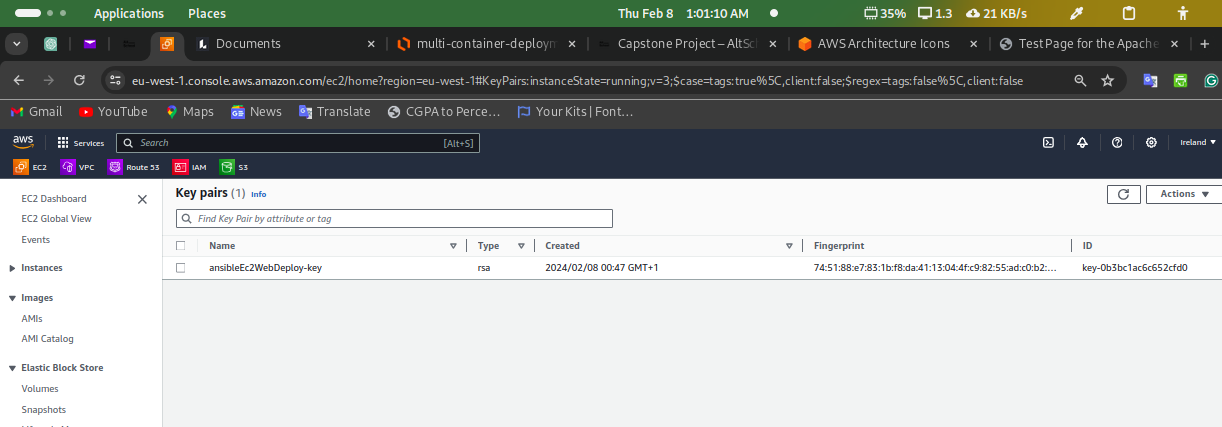 Applications Places Thu Feb 8 1:01:10 AM 35% 1.3 21 KB/s
Documents multi-container-deploym Capstone Project – AltSch AWS Architecture Icons Test Page for the Apache
eu-west-1.console.aws.amazon.com/ec2/home?region=eu-west-1#KeyPairs:instanceState=running;v=3;$case=tags:true%5C,client:false;$regex=tags:false%5C,client:false
Gmail YouTube Maps News Translate CGPA to Perce... Your Kits | Font...
aws Services Search [Alt+S] Ireland
EC2 VPC Route 53 IAM S3
EC2 Dashboard
EC2 Global View
Events
Instances
Images
AMIs
AMI Catalog
Elastic Block Store
Volumes
Snapshots
Key pairs (1) Info
Actions
Find Key Pair by attribute or tag
Name Type Created Fingerprint ID
ansibleEc2WebDeploy-key rsa 2024/02/08 00:47 GMT+1 74:51:88:e7:83:1b:f8:da:41:13:04:4f:c9:82:55:ad:c0:b2:... key-0b3bc1ac6c652cfd0